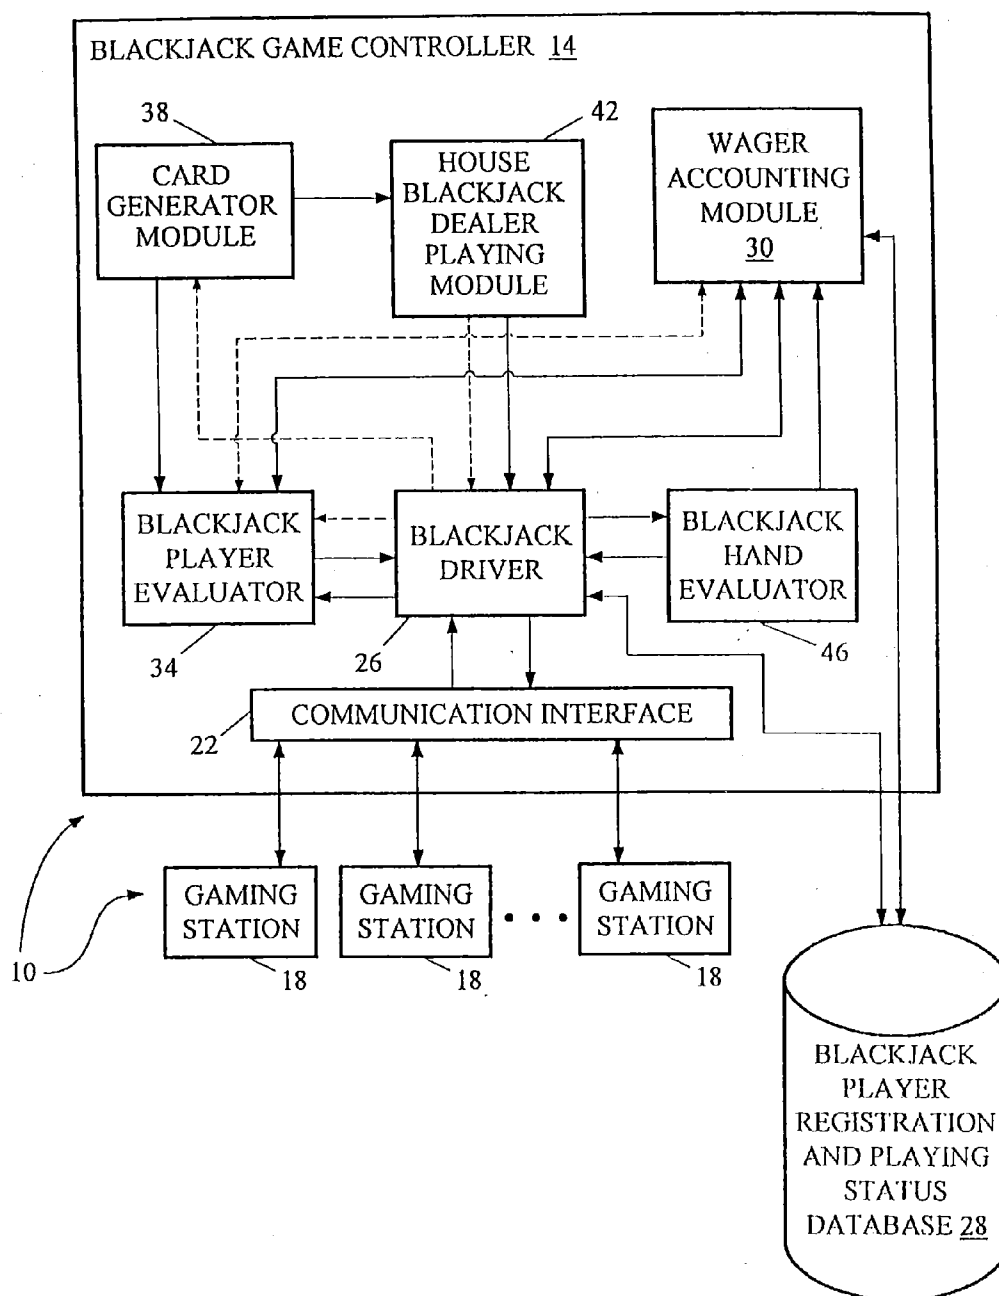 BLACKJACK GAME CONTROLLER 14
38
42
CARD
GENERATOR
MODULE
HOUSE
BLACKJACK
DEALER
PLAYING
MODULE
WAGER
ACCOUNTING
MODULE
30
BLACKJACK
PLAYER
EVALUATOR
BLACKJACK
DRIVER
BLACKJACK
HAND
EVALUATOR
34
26
46
COMMUNICATION INTERFACE
22
GAMING
STATION
GAMING
STATION
GAMING
STATION
10
18
18
18
BLACKJACK
PLAYER
REGISTRATION
AND PLAYING
STATUS
DATABASE 28